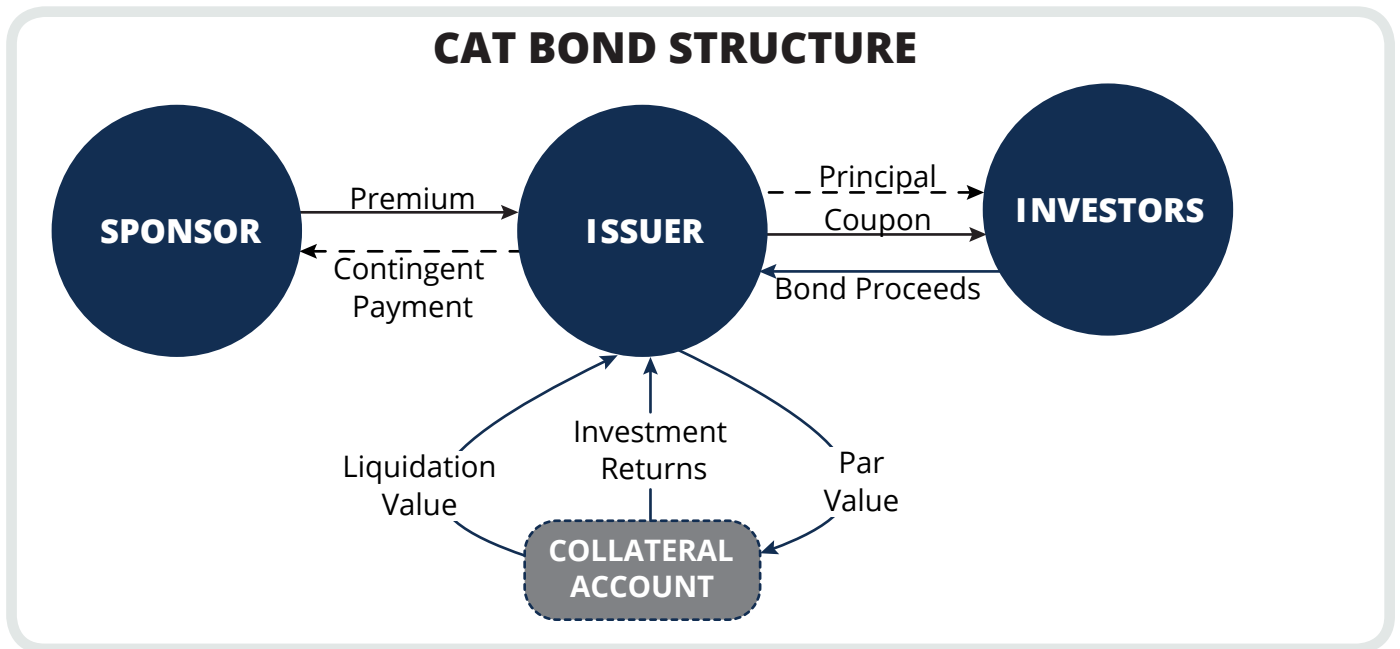 CAT BOND STRUCTURE
SPONSOR
Premium
Contingent
Payment
ISSUER
Principal
Coupon
Bond Proceeds
INVESTORS
Liquidation
Value
Investment
Returns
Par
Value
COLLATERAL
ACCOUNT